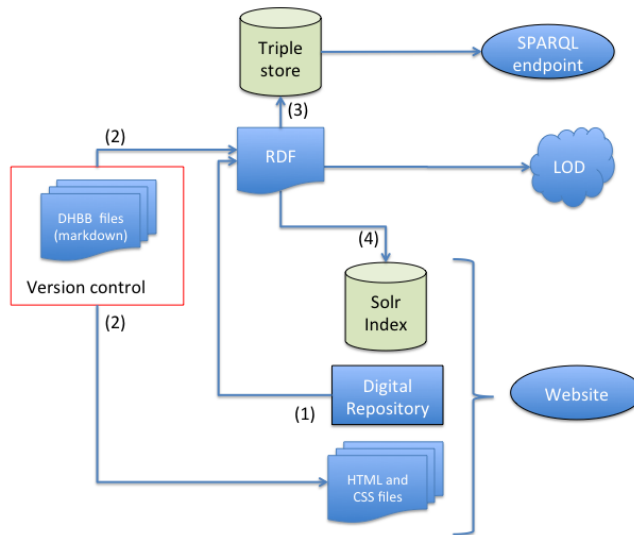 Triple
store
SPARQL
endpoint
(3)
(2)
RDF
LOD
DHBB files
(markdown)
Version control
(4)
(2)
Solr
Index
Digital
Repository
(1)
Website
HTML and
CSS files